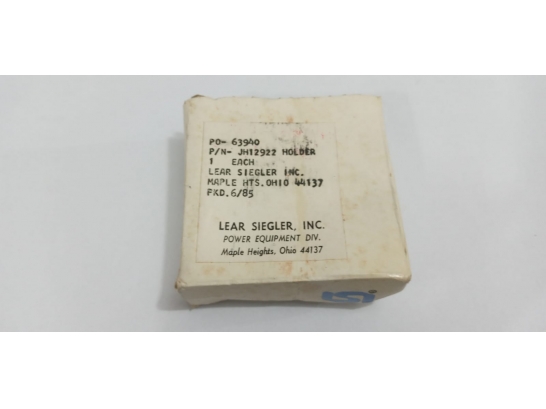 PO- 63940
P/N- JH12922 HOLDER
1 EACH
LEAR SIEGLER INC.
MAPLE HTS.OHIO 44137
PKD.6/85
LEAR SIEGLER, INC.
POWER EQUIPMENT DIV.
Maple Heights, Ohio 44137